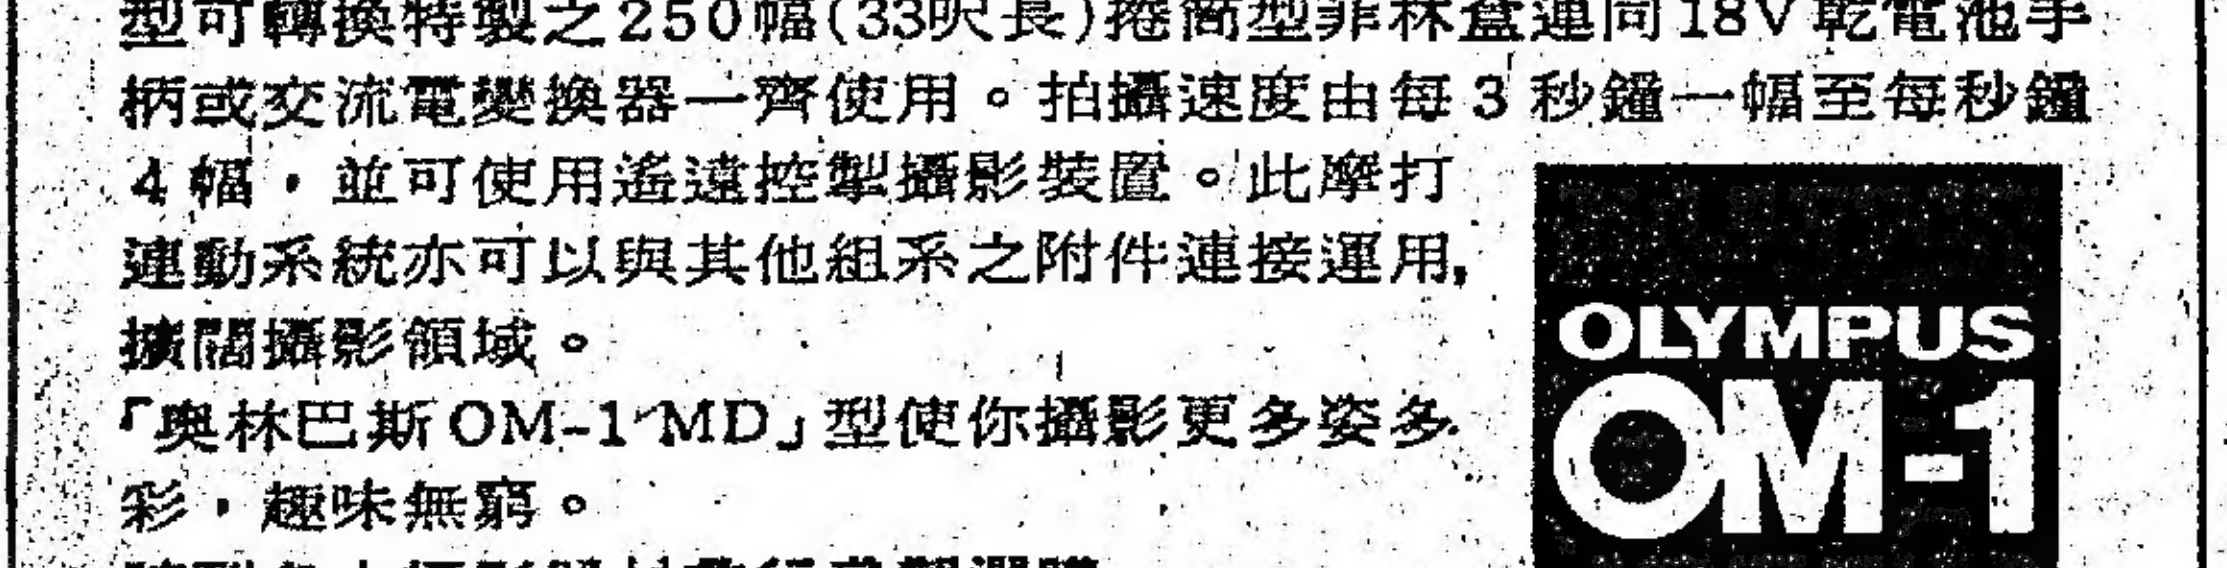 型可轉換特製之250幅(33呎長)捲筒型菲林盒連同18V乾電池手
柄或交流電變換器一齊使用。拍攝速度由每3秒鐘一幅至每秒鐘
4幅，並可使用遙遠控掣攝影裝置。此摩打
連動系統亦可以與其他組系之附件連接運用,
擴闊攝影領域。
「奥林巴斯OM-1 MD」型使你攝影更多姿多
彩，趣味無窮。
OLYMPUS
OM-1